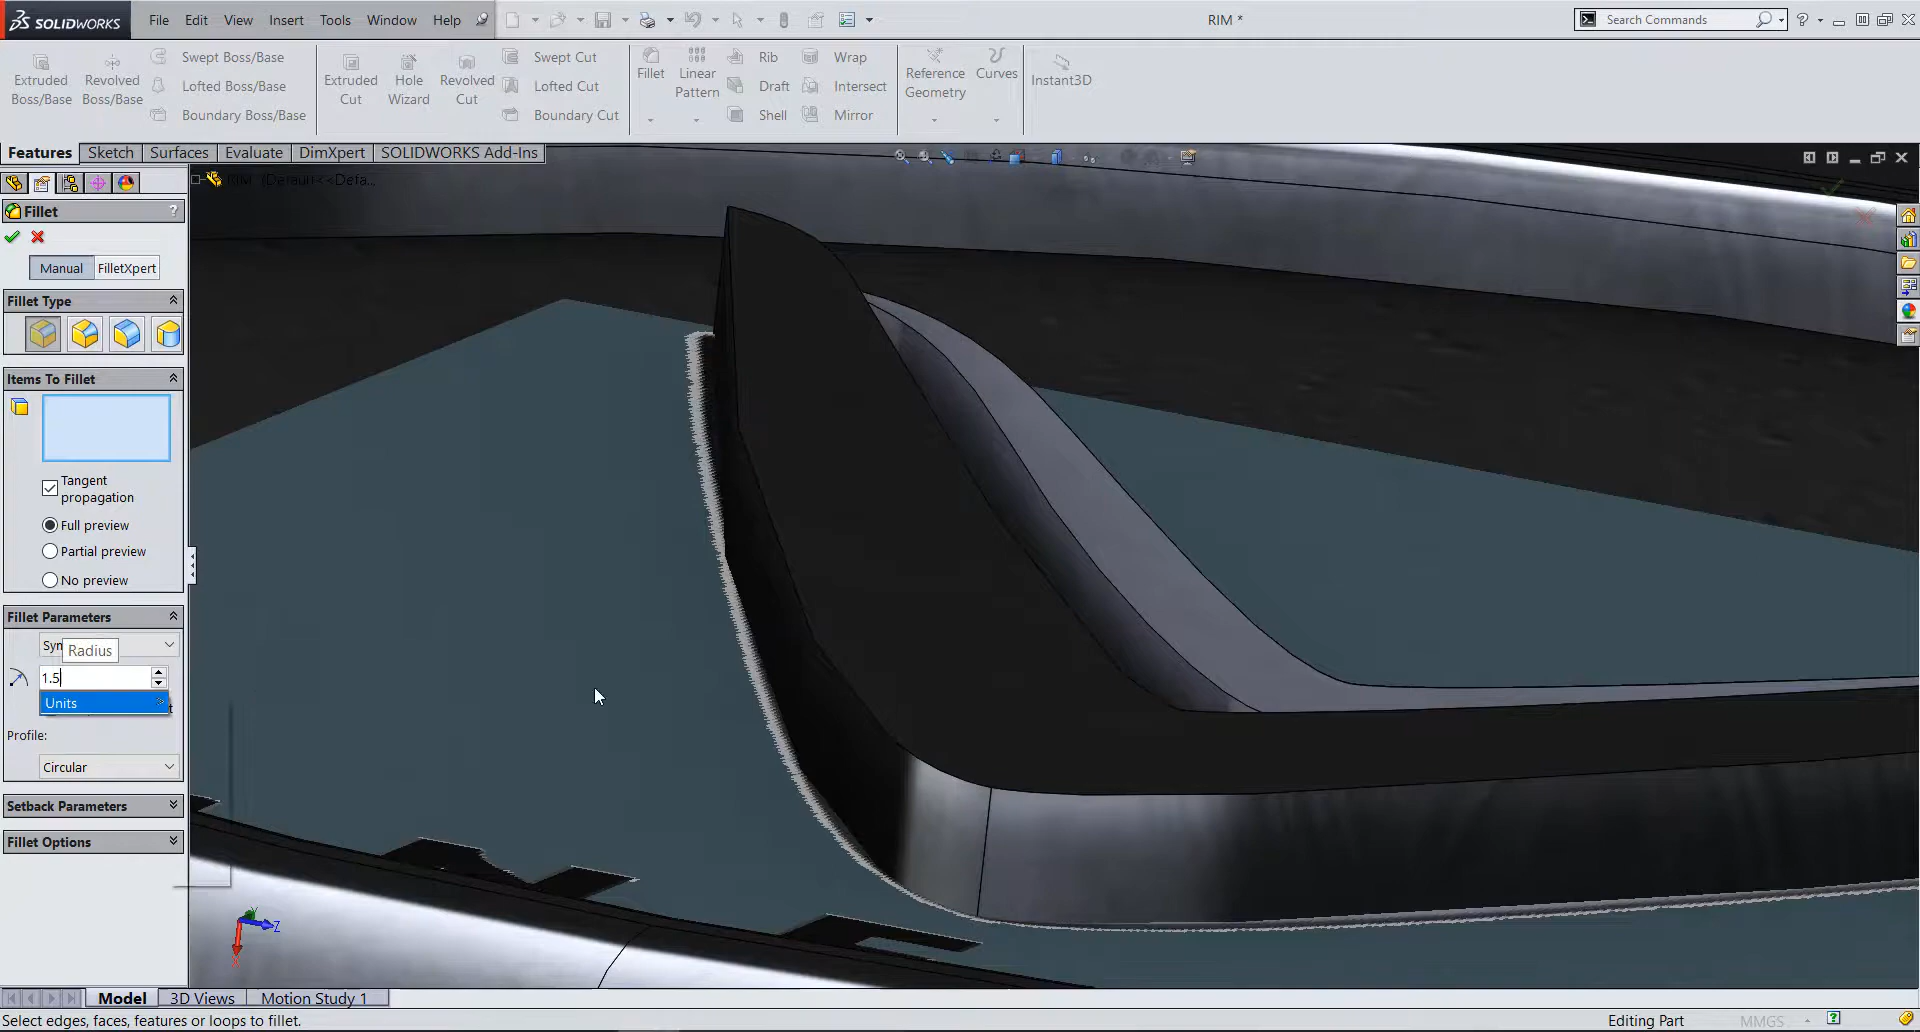 SOLIDWORKS
File Edit View Insert Tools Window Help
RIM *
Search Commands
Extruded Boss/Base
Revolved Boss/Base
Swept Boss/Base
Lofted Boss/Base
Boundary Boss/Base
Extruded Cut
Hole Wizard
Revolved Cut
Swept Cut
Lofted Cut
Boundary Cut
Fillet
Linear Pattern
Rib
Draft
Shell
Wrap
Intersect
Mirror
Reference Geometry
Curves
Instant3D
Features Sketch Surfaces Evaluate DimXpert SOLIDWORKS Add-Ins
RIM (Default<<Defa...
Fillet ?
Manual FilletXpert
Fillet Type
Items To Fillet
Tangent
propagation
Full preview
Partial preview
No preview
Fillet Parameters
Syn
Radius
1.5
Units
t
Profile:
Circular
Setback Parameters
Fillet Options
Z
X
Model 3D Views Motion Study 1
Select edges, faces, features or loops to fillet.
Editing Part
MMGS